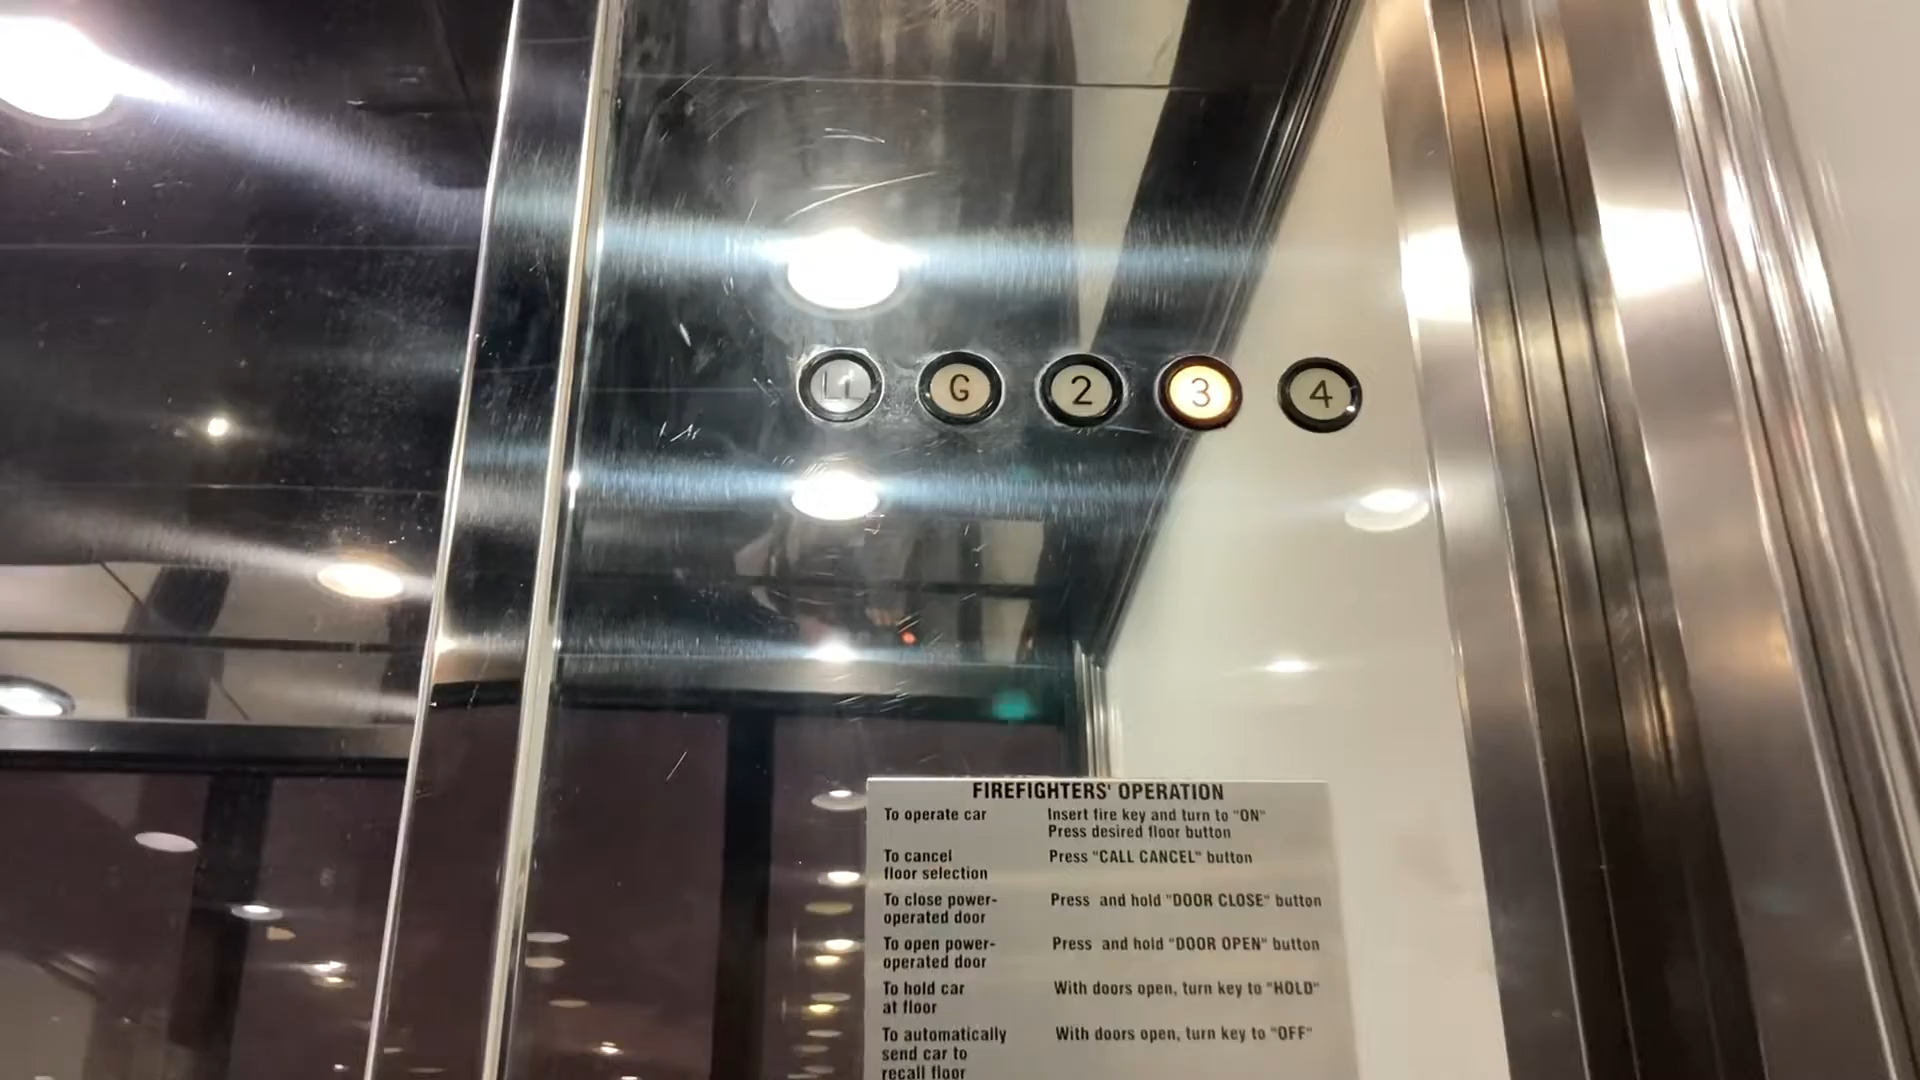 L1 G 2 3 4
FIREFIGHTERS' OPERATION
To operate car Insert fire key and turn to "ON"
Press desired floor button
To cancel Press "CALL CANCEL" button
floor selection
To close power- Press and hold "DOOR CLOSE" button
operated door
To open power- Press and hold "DOOR OPEN" button
operated door
To hold car With doors open, turn key to "HOLD"
at floor
To automatically With doors open, turn key to "OFF"
send car to
recall floor